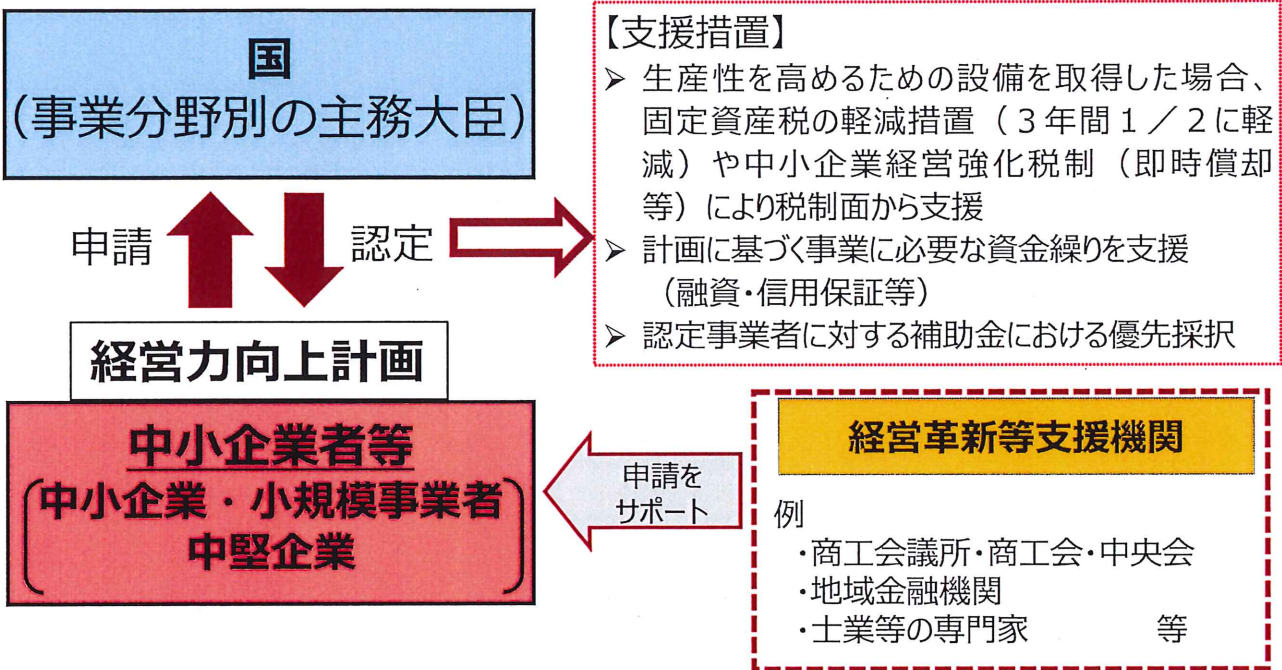 国
（事業分野別の主務大臣）
申請
認定
経営力向上計画
中小企業者等
中小企業・小規模事業者
中堅企業
【支援措置】
➢ 生産性を高めるための設備を取得した場合、
固定資産税の軽減措置（３年間１／２に軽
減）や中小企業経営強化税制（即時償却
等）により税制面から支援
➢ 計画に基づく事業に必要な資金繰りを支援
（融資・信用保証等）
➢ 認定事業者に対する補助金における優先採択
申請を
サポート
経営革新等支援機関
例
・商工会議所・商工会・中央会
・地域金融機関
・士業等の専門家　　　　等